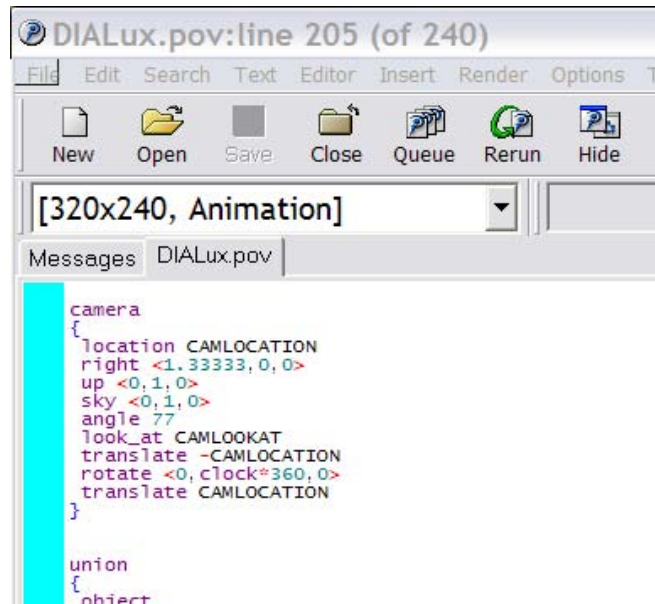 DIALux.pov:line 205 (of 240)
File Edit Search Text Editor Insert Render Options
New Open Save Close Queue Rerun Hide
[320x240, Animation]
Messages DIALux.pov
camera
{
location CAMLOCATION
right <1.33333,0,0>
up <0,1,0>
sky <0,1,0>
angle 77
look_at CAMLOOKAT
translate -CAMLOCATION
rotate <0,clock*360,0>
translate CAMLOCATION
}
union
{
object